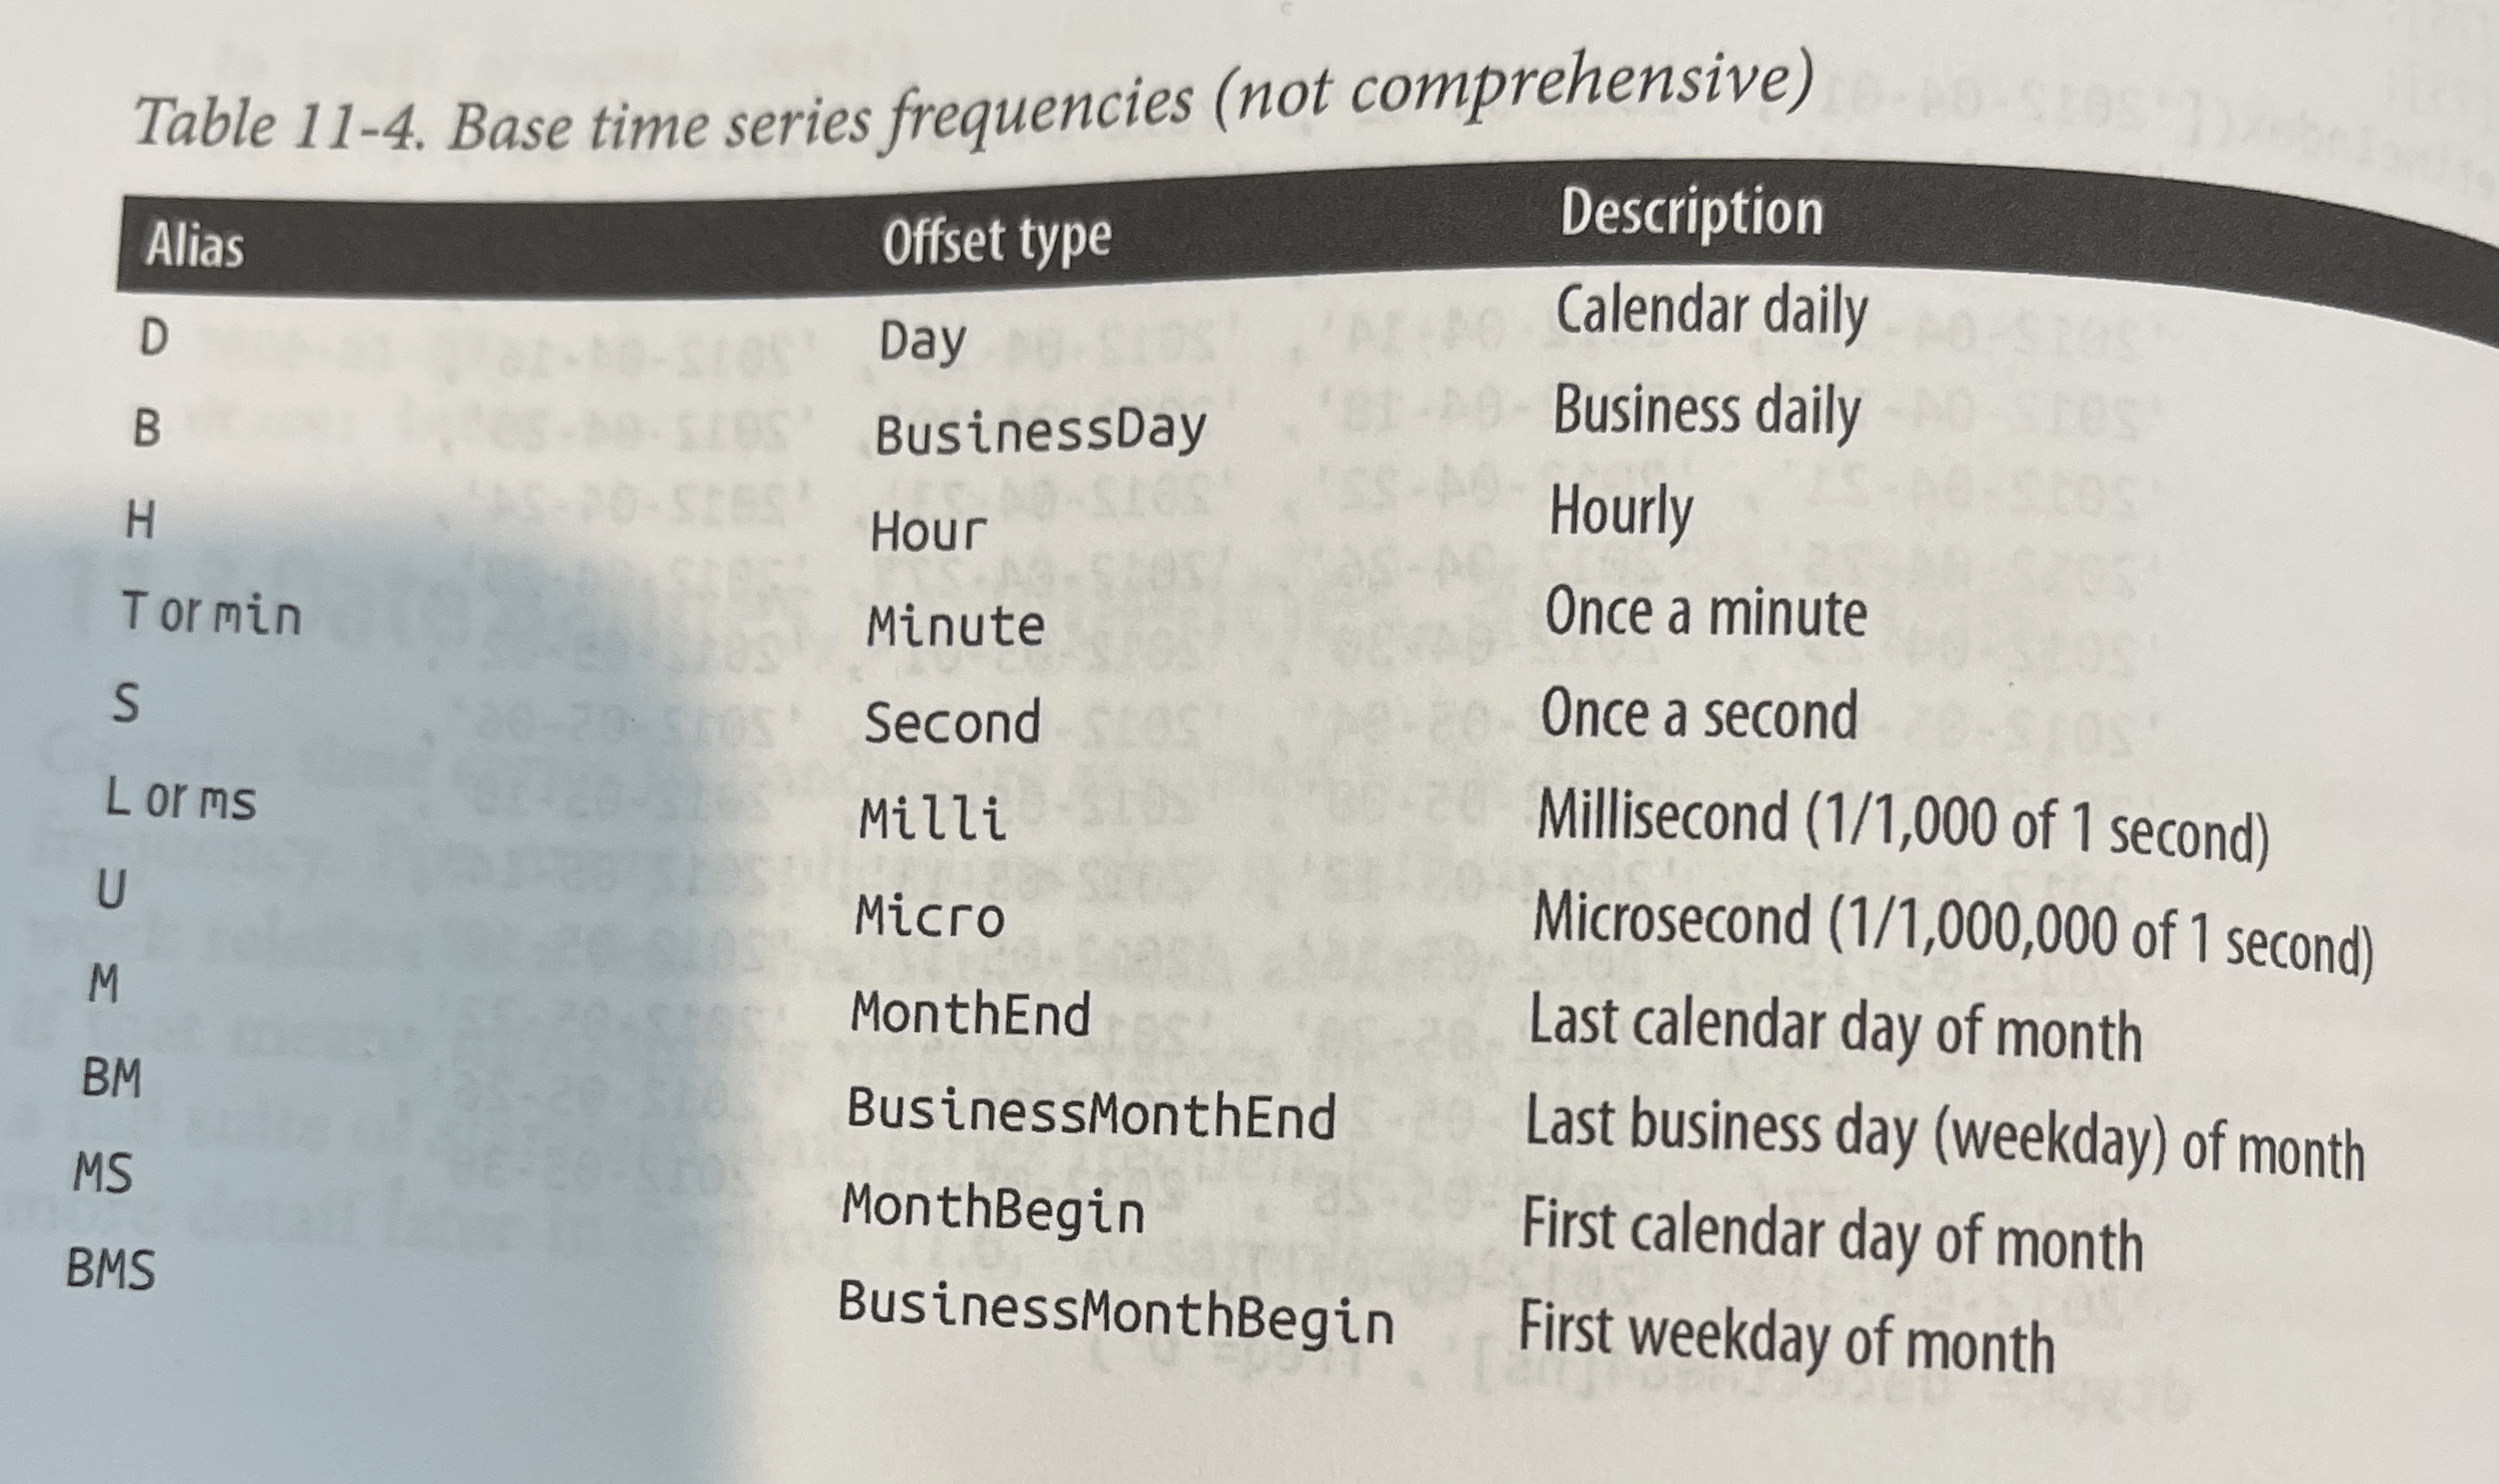 Table 11-4. Base time series frequencies (not comprehensive)
Alias Offset type Description
D Day Calendar daily
B BusinessDay Business daily
H Hour Hourly
T or min Minute Once a minute
S Second Once a second
L or ms Milli Millisecond (1/1,000 of 1 second)
U Micro Microsecond (1/1,000,000 of 1 second)
M MonthEnd Last calendar day of month
BM BusinessMonthEnd Last business day (weekday) of month
MS MonthBegin First calendar day of month
BMS BusinessMonthBegin First weekday of month